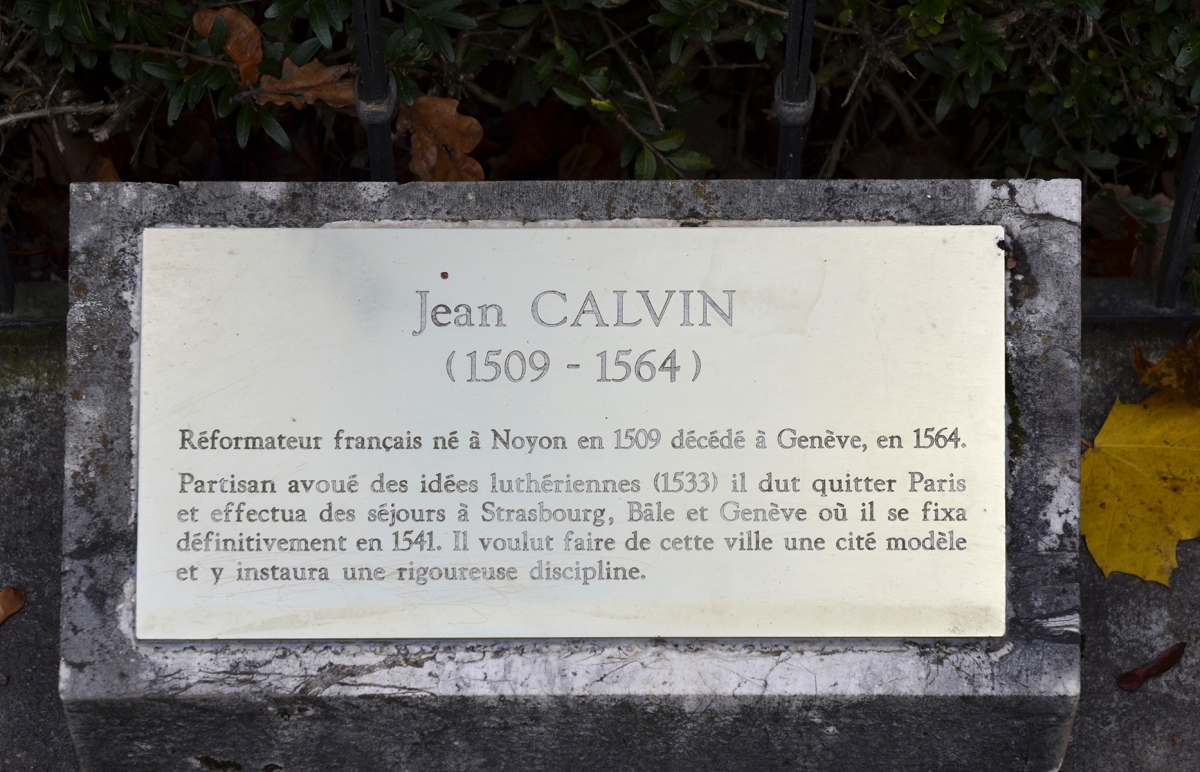 Jean CALVIN
(1509 - 1564)
Réformateur français né à Noyon en 1509 décédé à Genève, en 1564.
Partisan avoué des idées luthériennes (1533) il dut quitter Paris
et effectua des séjours à Strasbourg, Bâle et Genève où il se fixa
définitivement en 1541. Il voulut faire de cette ville une cité modèle
et y instaura une rigoureuse discipline.